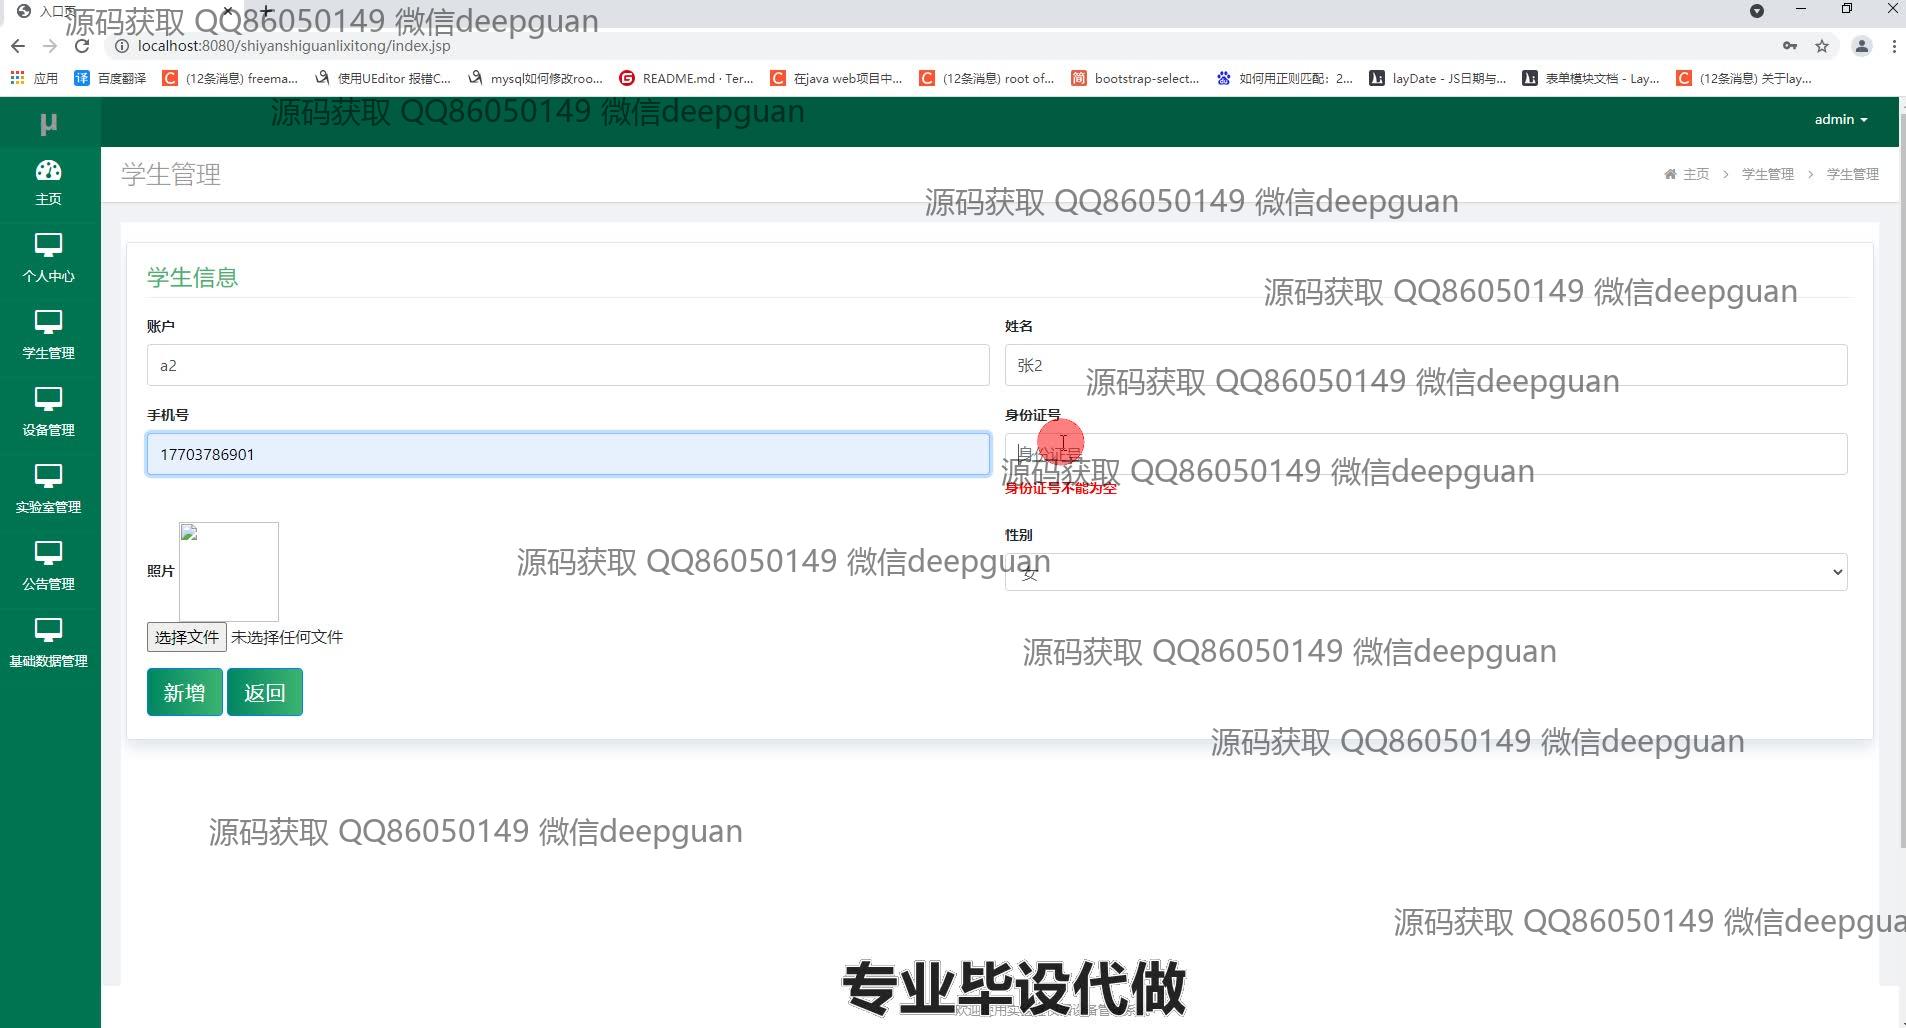 入口页
源码获取 QQ86050149 微信deepguan
localhost:8080/shiyanshiguanlixitong/index.jsp
应用 百度翻译 (12条消息) freema... 使用UEditor 报错C... mysql如何修改roo... README.md · Ter... 在java web项目中... (12条消息) root of... bootstrap-select... 如何用正则匹配：2... layDate - JS日期与... 表单模块文档 - Lay... (12条消息) 关于lay...
源码获取 QQ86050149 微信deepguan
μ
admin
学生管理
主页 > 学生管理 > 学生管理
源码获取 QQ86050149 微信deepguan
主页
个人中心
学生管理
设备管理
实验室管理
公告管理
基础数据管理
学生信息
源码获取 QQ86050149 微信deepguan
账户
a2
姓名
张2
源码获取 QQ86050149 微信deepguan
手机号
17703786901
身份证号
身份证号
源码获取 QQ86050149 微信deepguan
身份证号不能为空
照片
性别
女
源码获取 QQ86050149 微信deepguan
选择文件 未选择任何文件
源码获取 QQ86050149 微信deepguan
新增 返回
源码获取 QQ86050149 微信deepguan
源码获取 QQ86050149 微信deepguan
源码获取 QQ86050149 微信deepgua
专业毕设代做